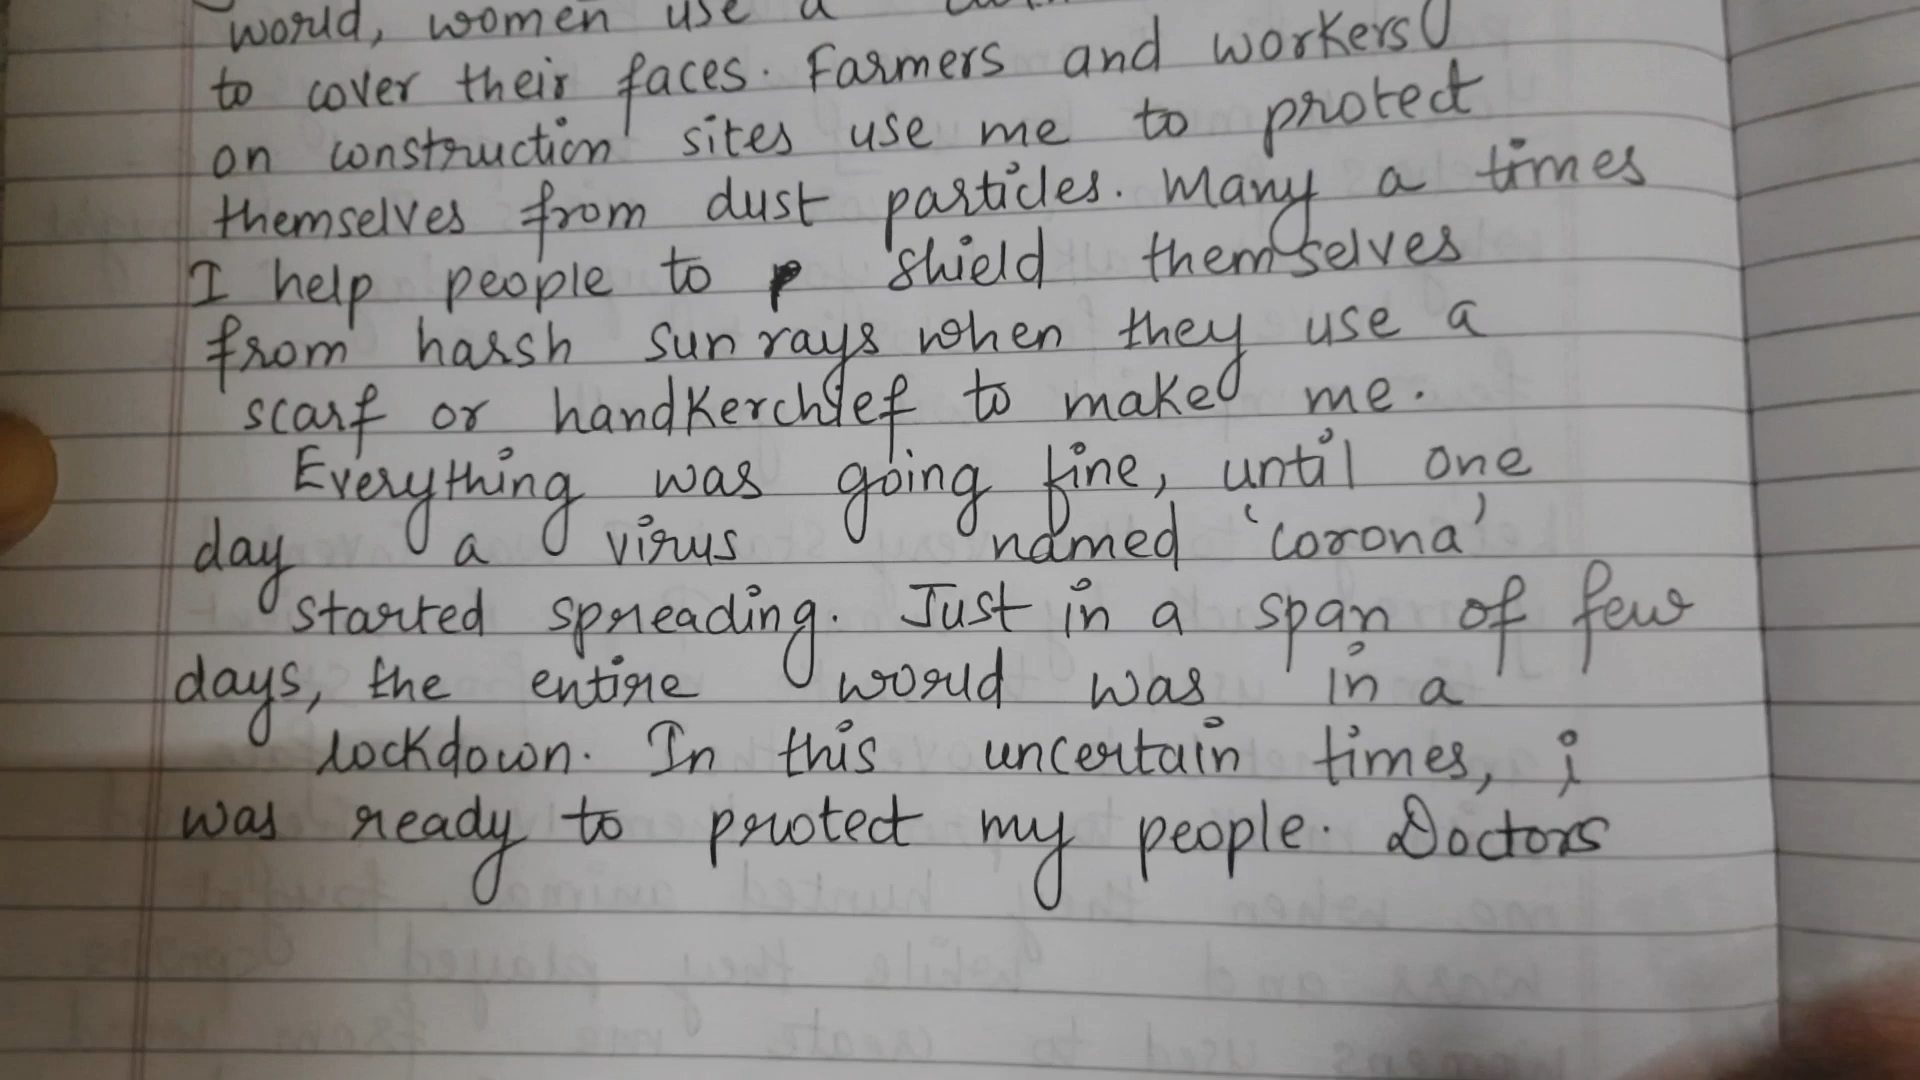 world, women use a
to cover their faces. Farmers and workers
on construction sites use me to protect
themselves from dust particles. Many a times
I help people to shield themselves
from harsh sun rays when they use a
scarf or handkerchief to make me.
Everything was going fine, until one
day a virus named 'corona'
started spreading. Just in a span of few
days, the entire world was in a
lockdown. In this uncertain times, i
was ready to protect my people. Doctors